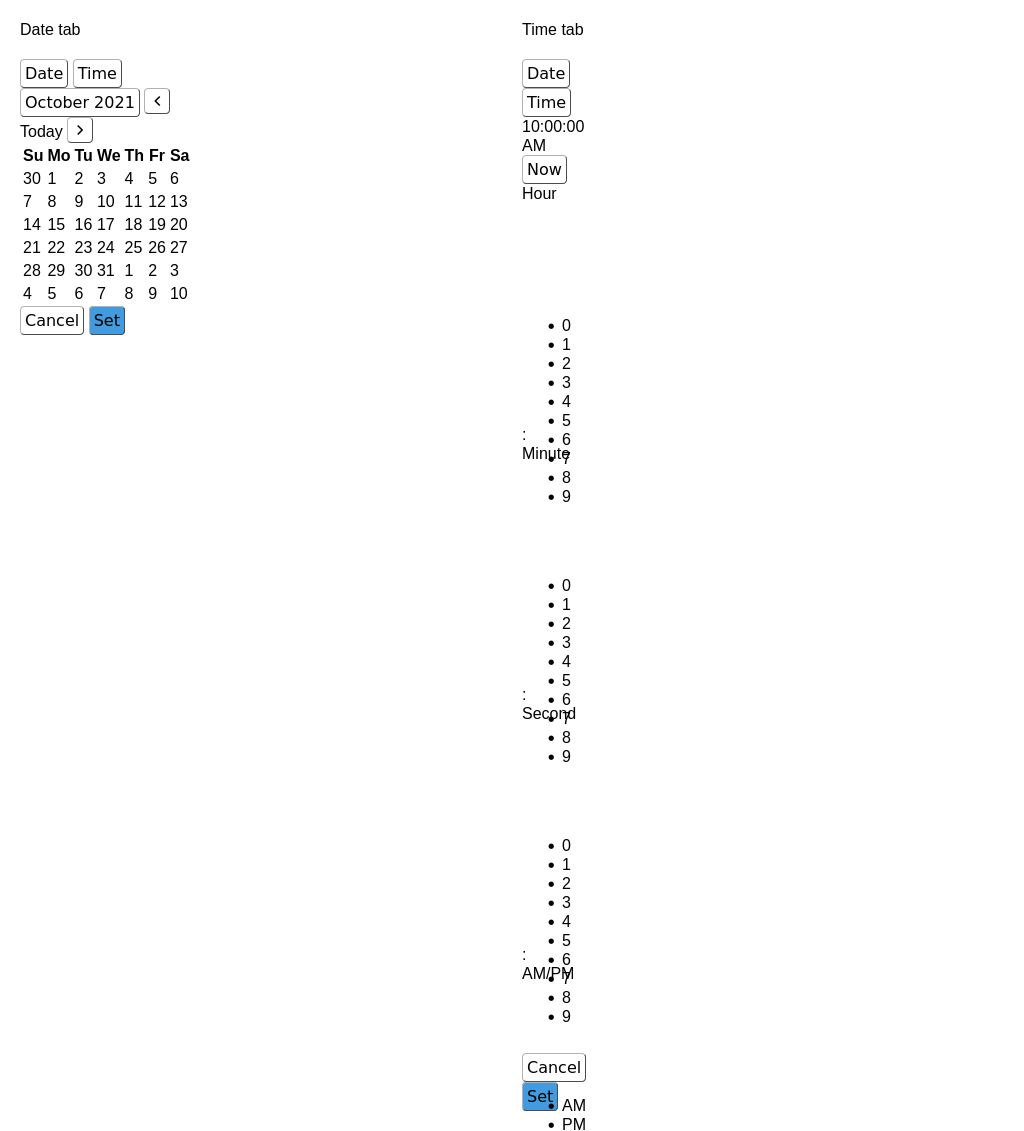 Date tab
Date Time
October 2021
Today
Su Mo Tu We Th Fr Sa
30 1 2 3 4 5 6
7 8 9 10 11 12 13
14 15 16 17 18 19 20
21 22 23 24 25 26 27
28 29 30 31 1 2 3
4 5 6 7 8 9 10
Cancel Set
Time tab
Date
Time
10:00:00
AM
Now
Hour
0
1
2
3
4
5
6
7
8
9
:
Minute
0
1
2
3
4
5
6
7
8
9
:
Second
0
1
2
3
4
5
6
7
8
9
:
AM/PM
AM
PM
Cancel
Set